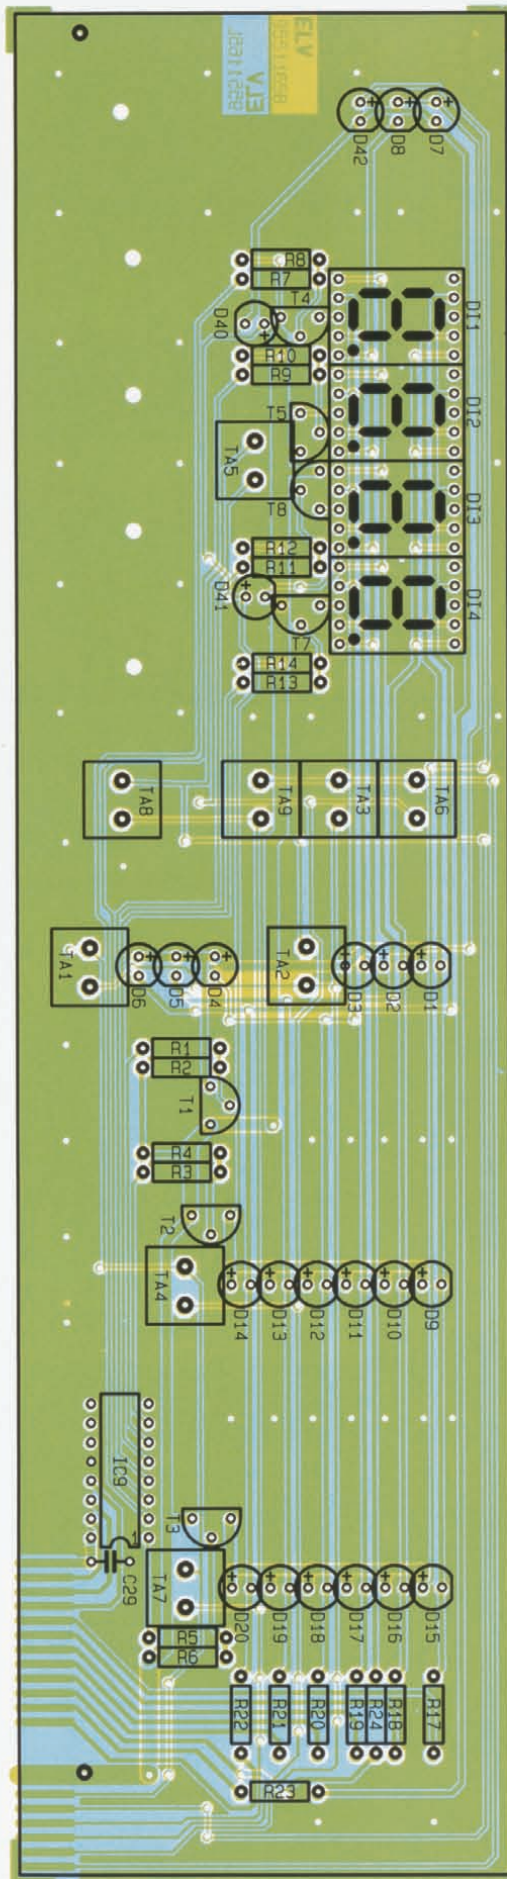 ELV
ELV
D42
D8
D7
R8
R7
T4
D40
DI1
R10
R9
T5
DI2
TA5
T8
DI3
R12
R11
D41
T7
DI4
R14
R13
TA8
TA9
TA3
TA6
TA1
D6
D5
D4
TA2
D3
D2
D1
R1
R2
T1
R4
R3
T2
TA4
D14
D13
D12
D11
D10
D9
IC9
1
C29
T3
TA7
D20
D19
D18
D17
D16
D15
R5
R6
R22
R21
R20
R19
R24
R18
R17
R23